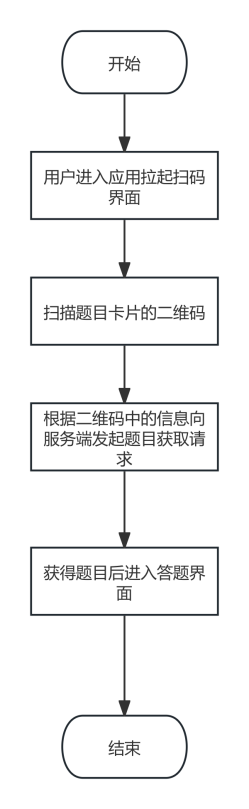 开始
用户进入应用拉起扫码
界面
扫描题目卡片的二维码
根据二维码中的信息向
服务端发起题目获取请
求
获得题目后进入答题界
面
结束